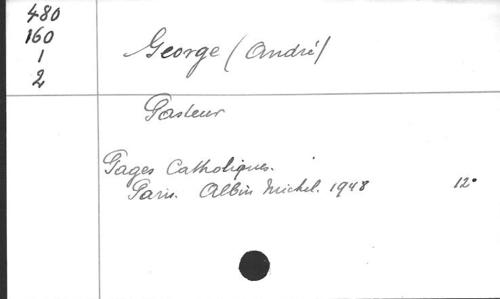 480
160
1
2
George (André)
Pasteur
Pages Catholiques.
Paris. Albin Michel. 1948 12°